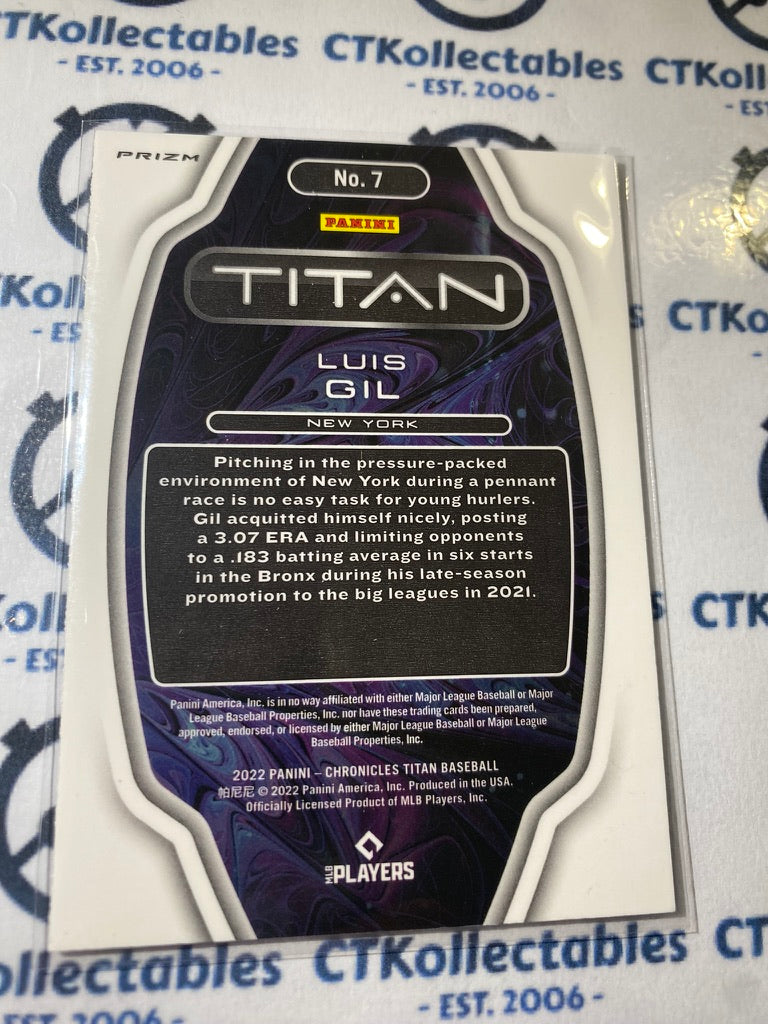 CTKollectables CTKollectables CTKoll
- EST. 2006 - - EST. 2006 - - ES
PRIZM
No. 7
PANINI
TITAN
LUIS
GIL
NEW YORK
Pitching in the pressure-packed
environment of New York during a pennant
race is no easy task for young hurlers.
Gil acquitted himself nicely, posting
a 3.07 ERA and limiting opponents
to a .183 batting average in six starts
in the Bronx during his late-season
promotion to the big leagues in 2021.
Panini America, Inc. is in no way affiliated with either Major League Baseball or Major
League Baseball Properties, Inc. nor have these trading cards been prepared,
approved, endorsed, or licensed by either Major League Baseball or Major League
Baseball Properties, Inc.
2022 PANINI – CHRONICLES TITAN BASEBALL
帕尼尼 © 2022 Panini America, Inc. Produced in the USA.
Officially Licensed Product of MLB Players, Inc.
MLB PLAYERS
ollectables CTKollectables CT
EST. 2006 - - EST. 2006 -